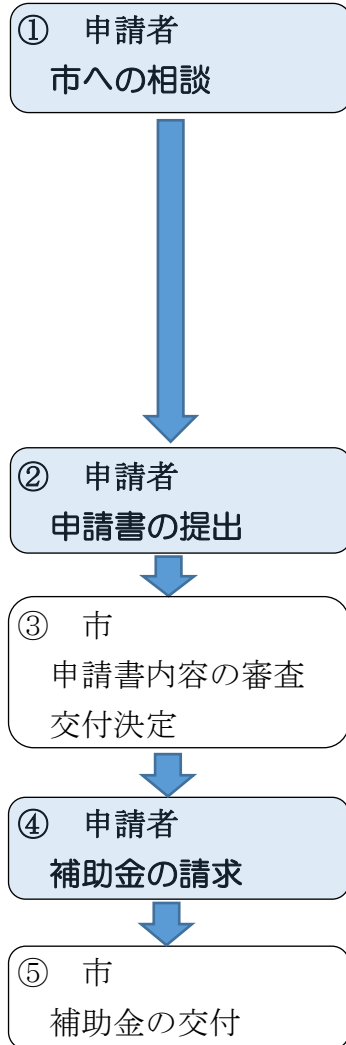 ① 申請者
市への相談
② 申請者
申請書の提出
③ 市
申請書内容の審査
交付決定
④ 申請者
補助金の請求
⑤ 市
補助金の交付